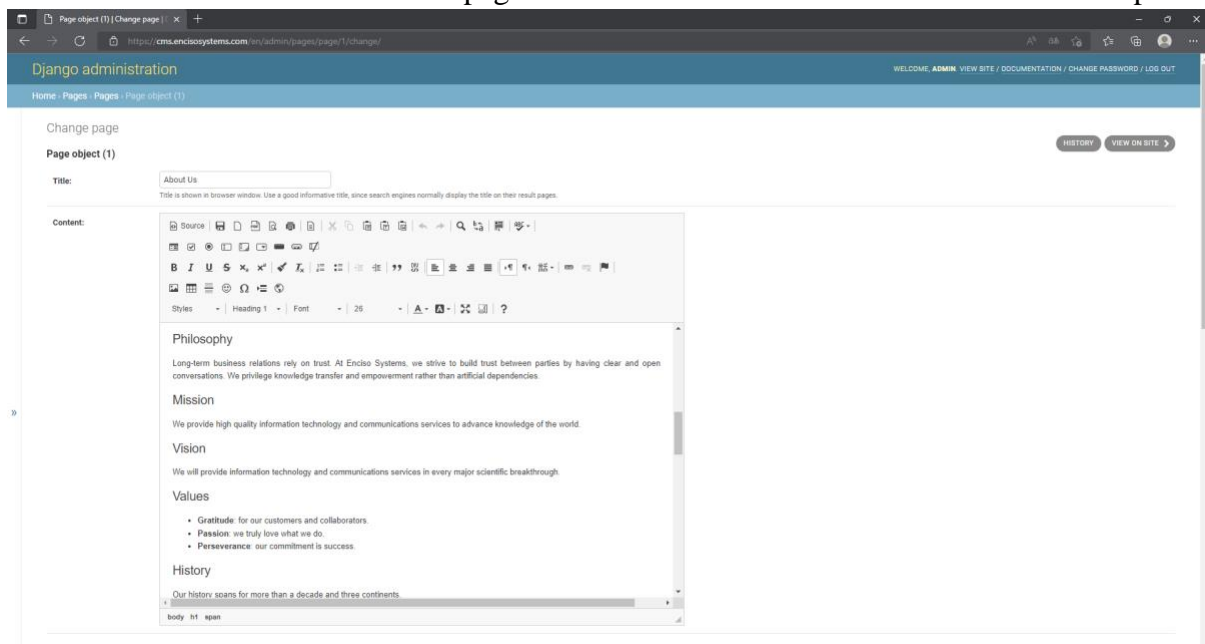 page
Page object (1) | Change page |
https://cms.encisosystems.com/en/admin/pages/page/1/change/
Django administration
WELCOME, ADMIN. VIEW SITE / DOCUMENTATION / CHANGE PASSWORD / LOG OUT
Home › Pages › Pages › Page object (1)
Change page
HISTORY VIEW ON SITE
Page object (1)
Title: About Us
Title is shown in browser window. Use a good informative title, since search engines normally display the title on their result pages.
Content:
Source
Styles Heading 1 Font 26
Philosophy
Long-term business relations rely on trust. At Enciso Systems, we strive to build trust between parties by having clear and open
conversations. We privilege knowledge transfer and empowerment rather than artificial dependencies.
Mission
We provide high quality information technology and communications services to advance knowledge of the world.
Vision
We will provide information technology and communications services in every major scientific breakthrough.
Values
• Gratitude: for our customers and collaborators.
• Passion: we truly love what we do.
• Perseverance: our commitment is success.
History
Our history spans for more than a decade and three continents.
body h1 span